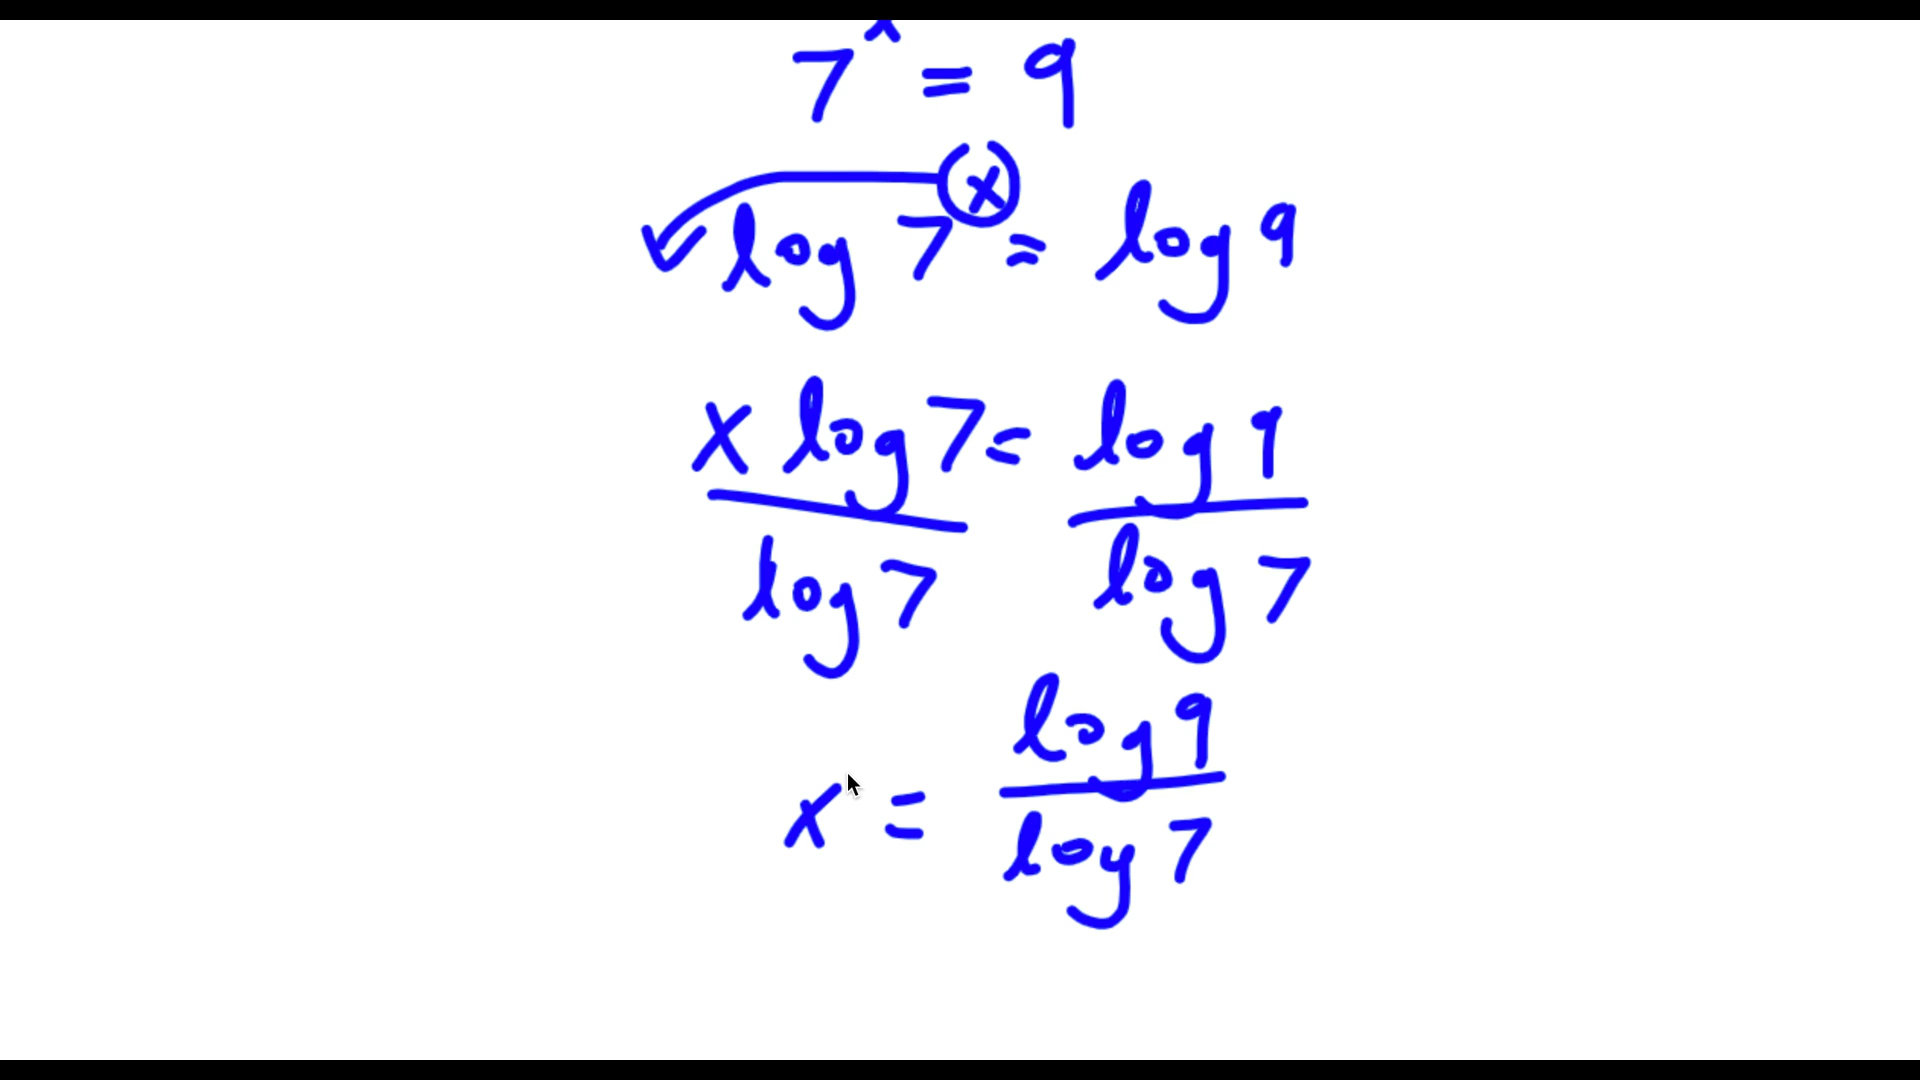 7^x = 9
log 7^x = log 9
x log 7 = log 9
log 7 log 7
log 9
x =
log 7